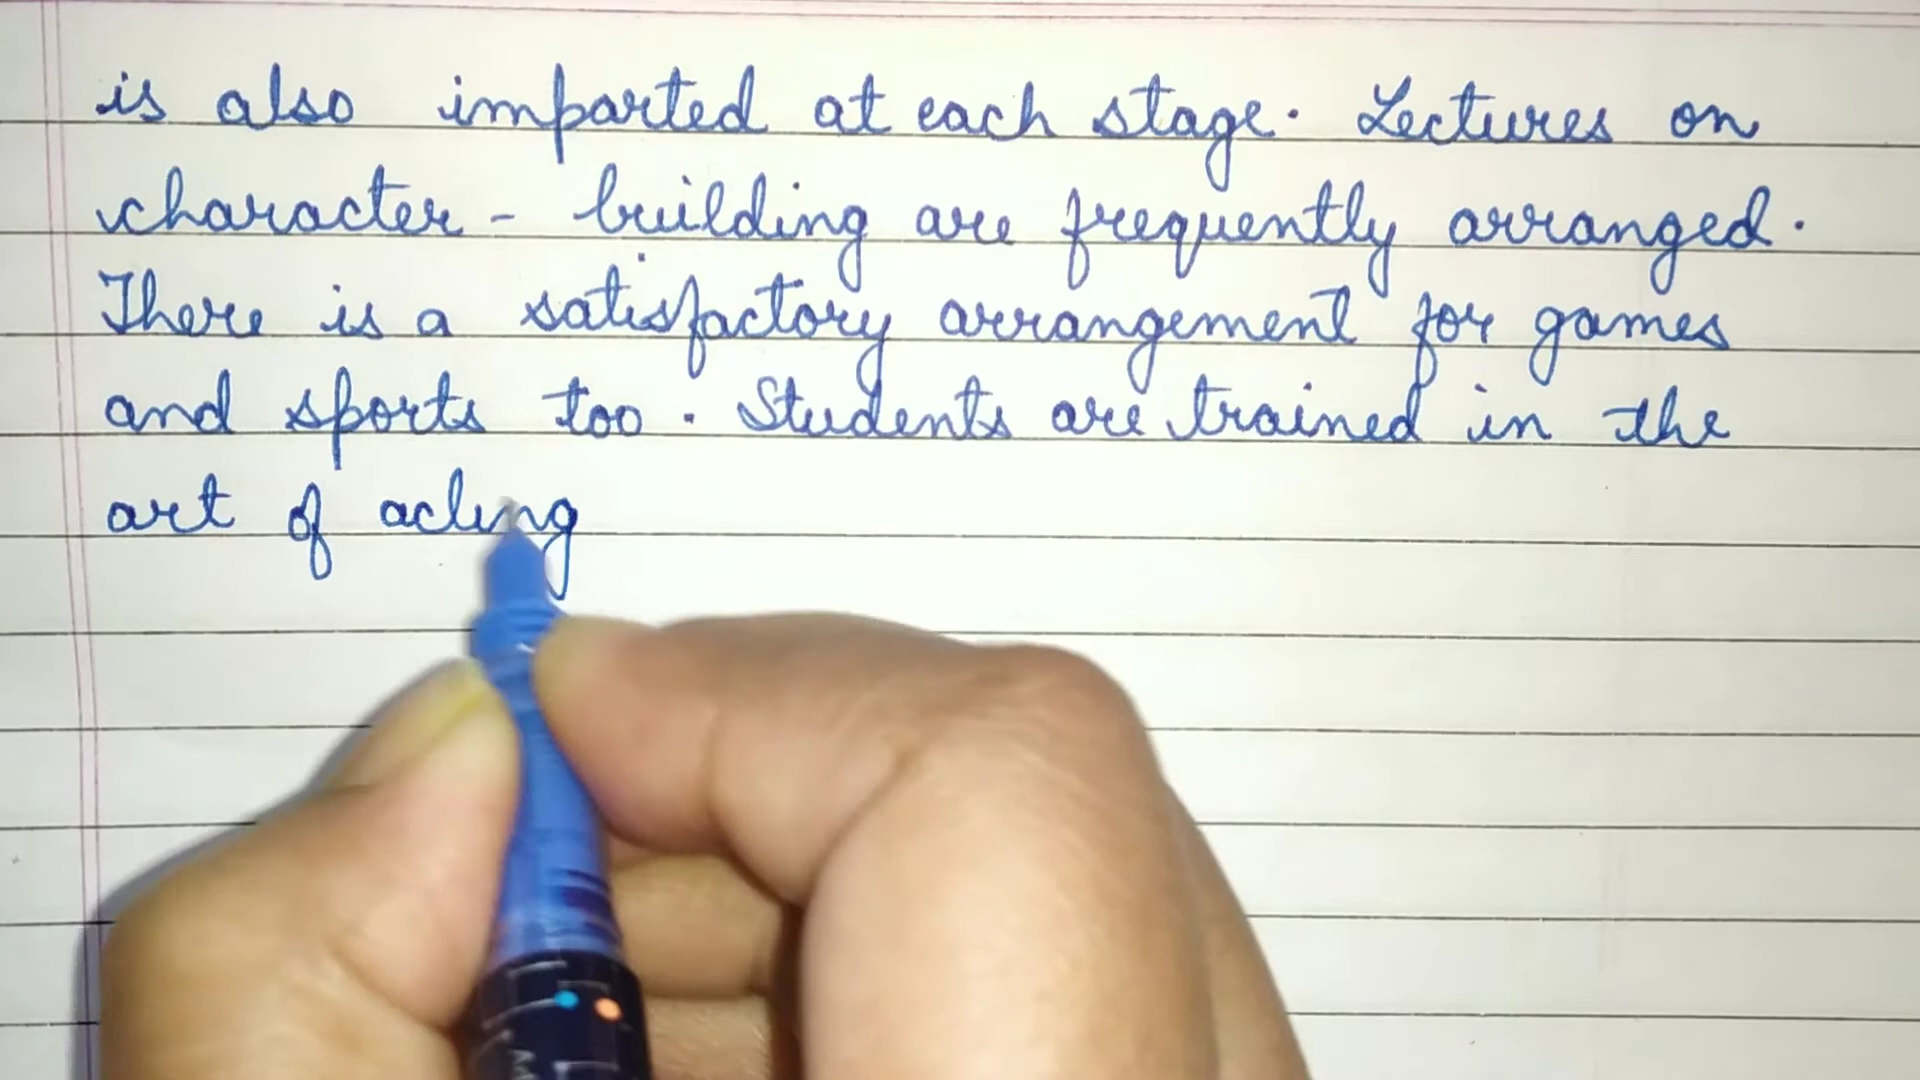 is also imparted at each stage. Lectures on
character - building are frequently arranged.
There is a satisfactory arrangement for games
and sports too. Students are trained in the
art of acting